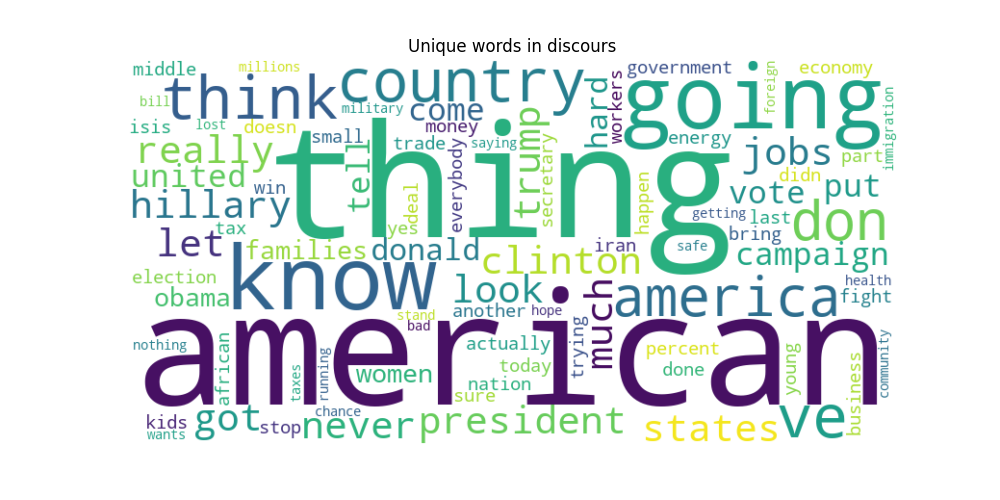 Unique words in discours
middle
millions
think
country
government
foreign
economy
bill
military
come
hard
workers
going
immigration
isis
lost
doesn
small
money
trade
saying
energy
really
thing
tell
everybody
trump
secretary
jobs
part
united
win
deal
happen
didn
vote
put
hillary
tax
yes
getting
last
don
let
families
donald
clinton
iran
safe
bring
campaign
election
know
look
much
america
health
obama
another
hope
fight
stand
bad
american
nothing
actually
trying
percent
community
african
taxes
running
women
today
done
young
business
nation
sure
kids
got
chance
never
president
states
ve
wants
stop